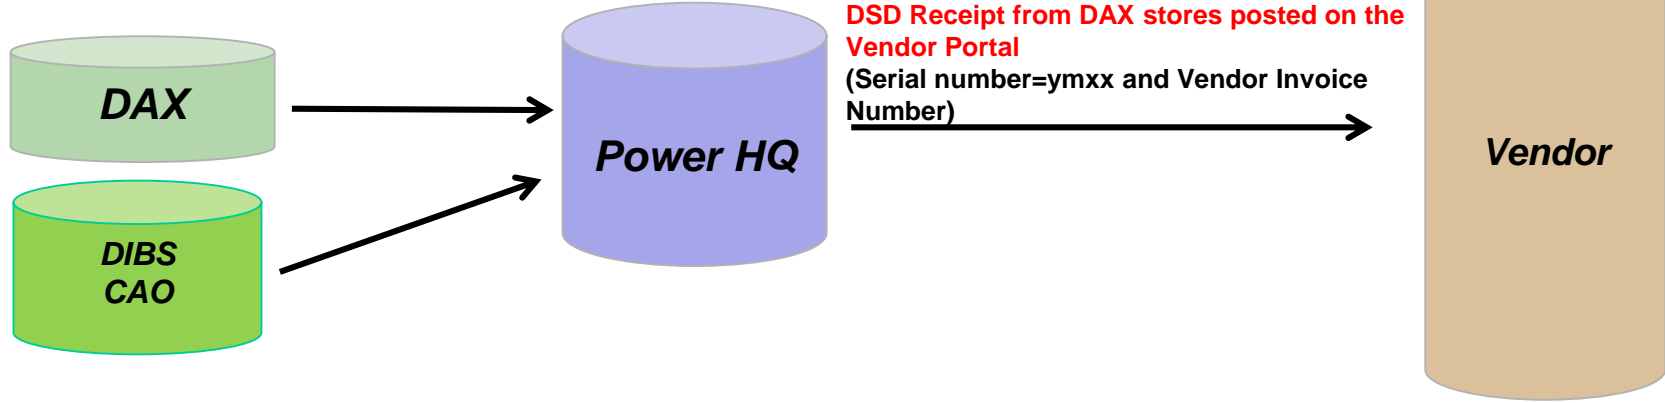 DAX
DIBS
CAO
Power HQ
DSD Receipt from DAX stores posted on the
Vendor Portal
(Serial number=ymxx and Vendor Invoice
Number)
Vendor